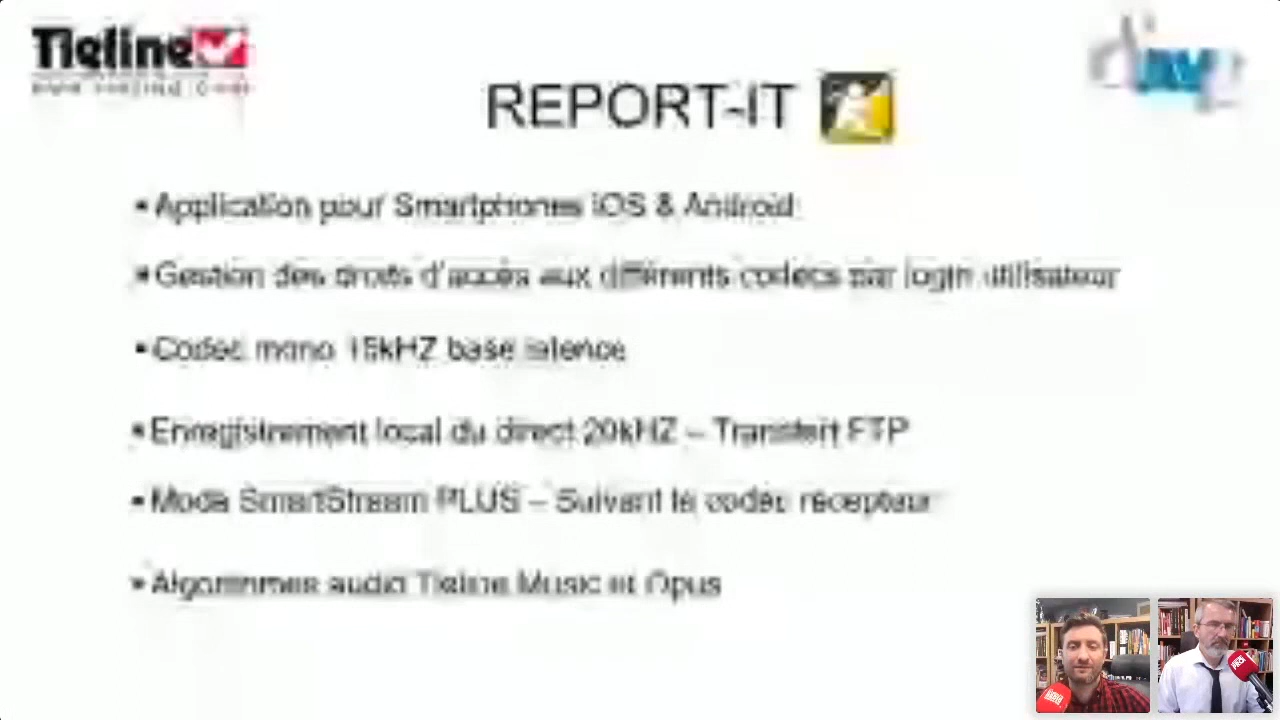 Tieline
REPORT-IT
▪Application pour Smartphones iOS & Android
▪Gestion des droits d'accès aux différents codecs par login utilisateur
▪Codec mono 15kHZ base latence
▪Enregistrement local du direct 20kHZ – Transfert FTP
▪Mode SmartStream PLUS – Suivant le codec récepteur
▪Algorithmes audio Tieline Music et Opus